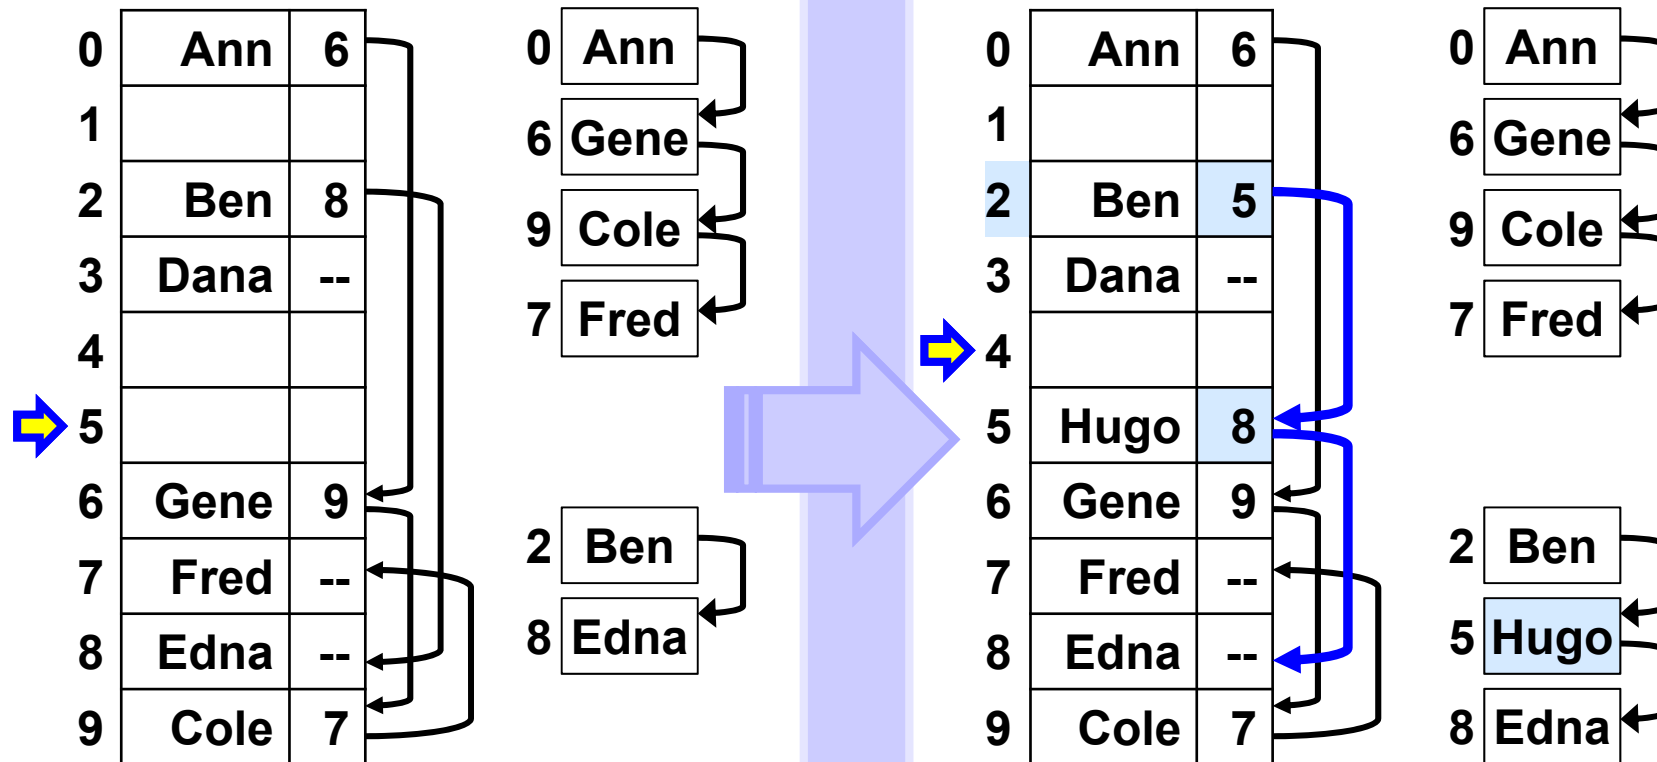 0 Ann 6
1
2 Ben 8
3 Dana --
4
5
6 Gene 9
7 Fred --
8 Edna --
9 Cole 7
0 Ann
6 Gene
9 Cole
7 Fred
2 Ben
8 Edna
0 Ann 6
1
2 Ben 5
3 Dana --
4
5 Hugo 8
6 Gene 9
7 Fred --
8 Edna --
9 Cole 7
0 Ann
6 Gene
9 Cole
7 Fred
2 Ben
5 Hugo
8 Edna